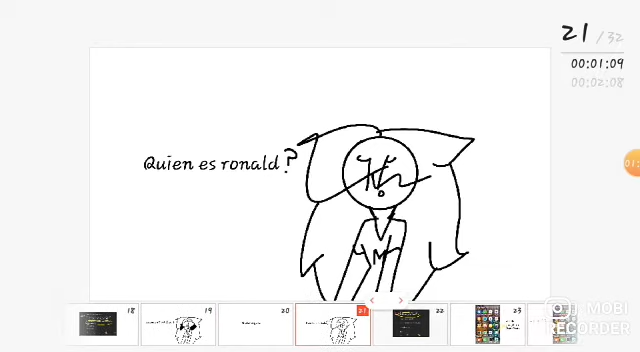 21 / 32
00:01:09
00:02:08
Quien es ronald?
18
19
20
21
22
23
MOBI
RECORDER